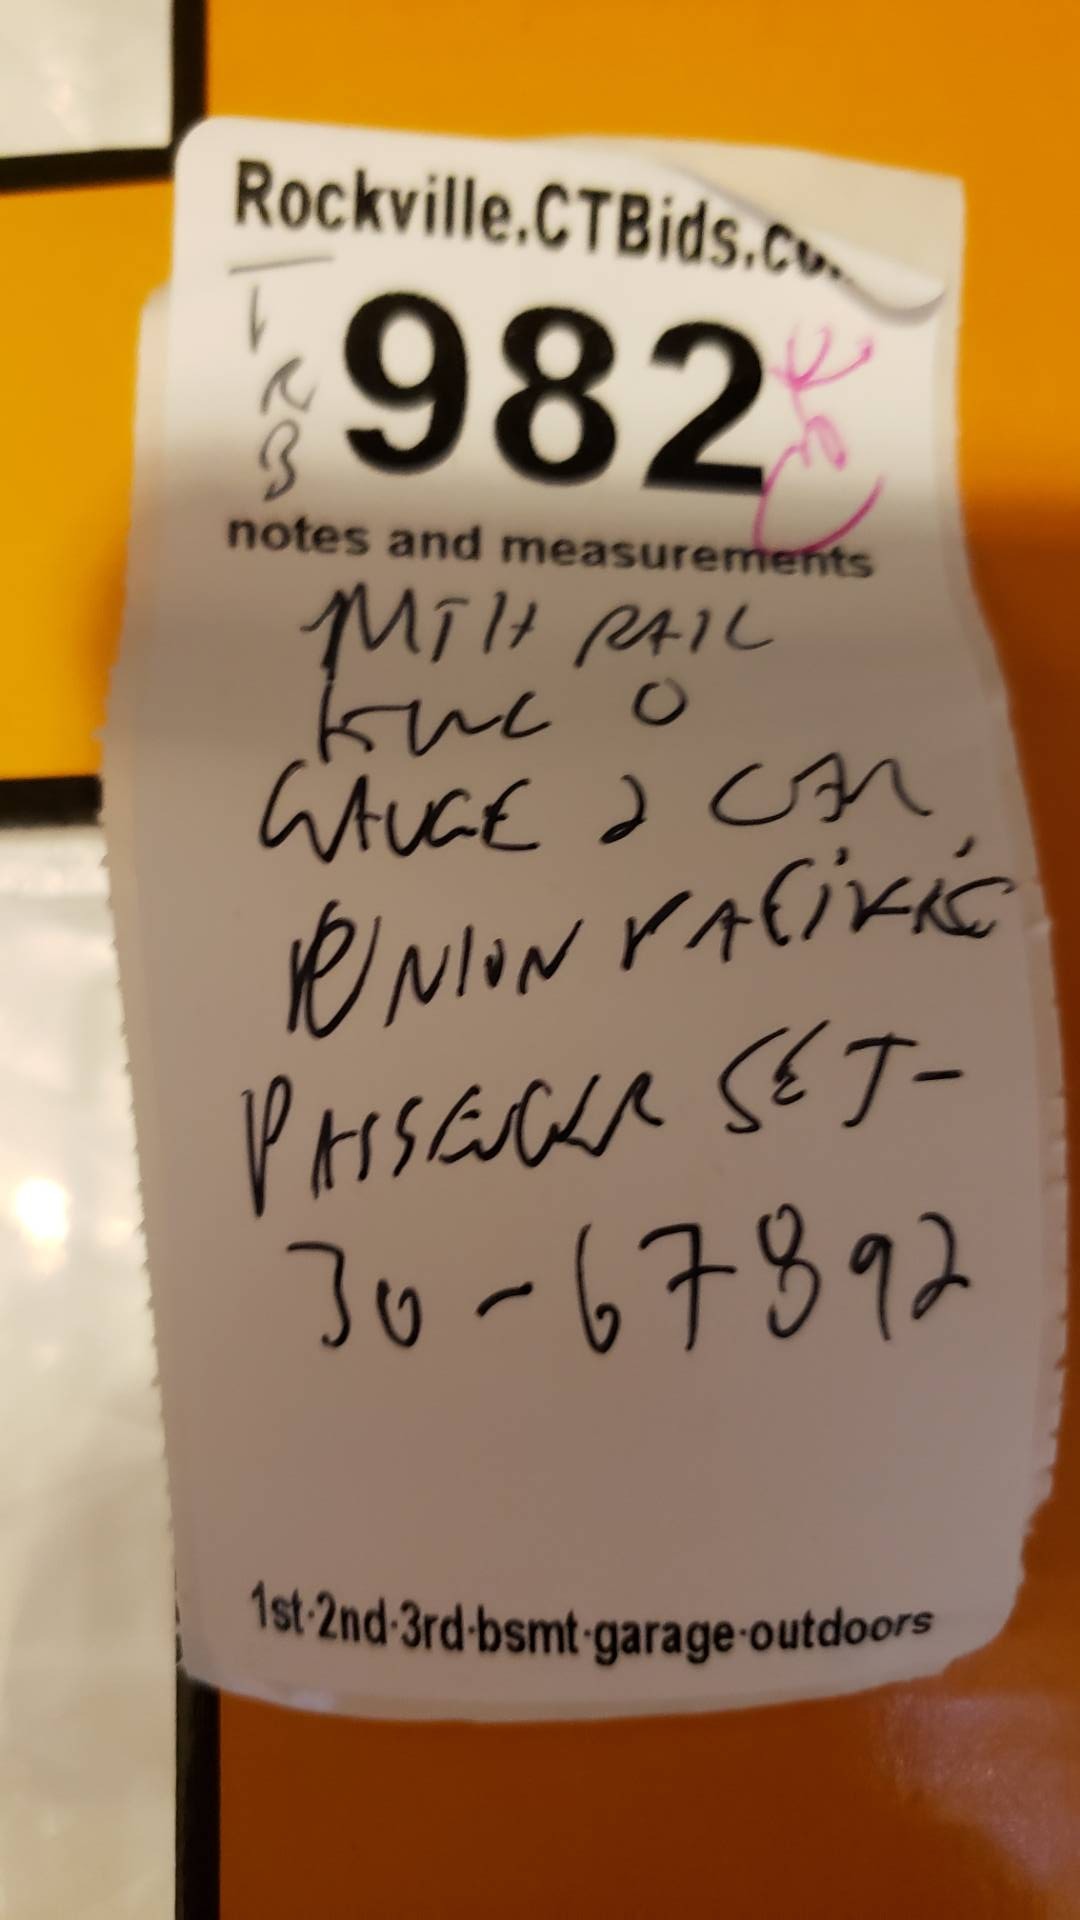 Rockville.CTBids.co
982
notes and measurements
MTH RAIL
KING O
GAUGE 2 CAR
UNION PACIFIC
PASSENGER SET-
30-67892
1st·2nd·3rd·bsmt·garage·outdoors